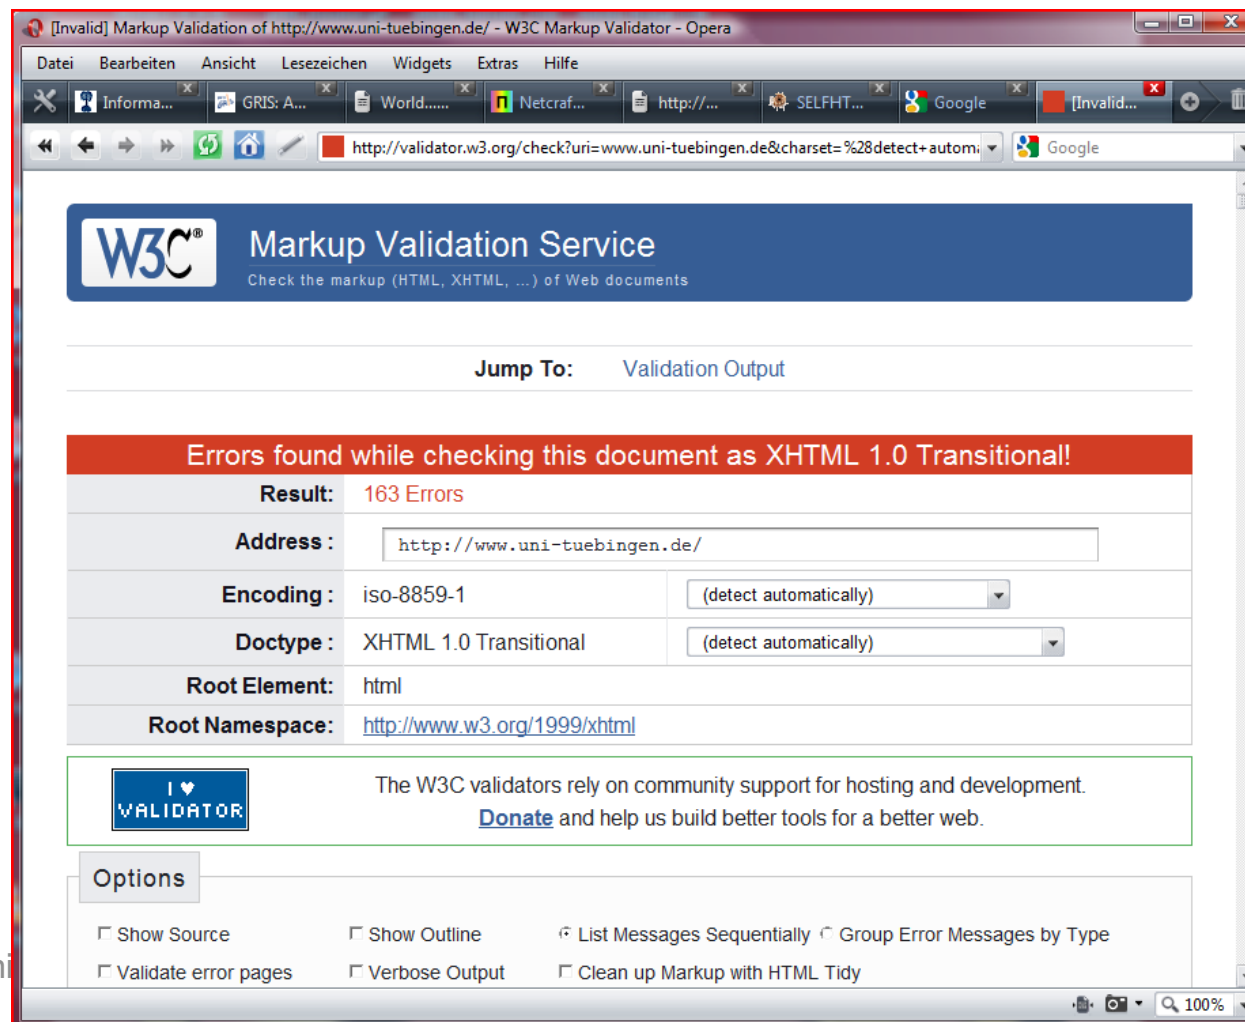 [Invalid] Markup Validation of http://www.uni-tuebingen.de/ - W3C Markup Validator - Opera
Datei Bearbeiten Ansicht Lesezeichen Widgets Extras Hilfe
Informa... GRIS: A... World...... Netcraf... http://... SELFHT... Google [Invalid...
http://validator.w3.org/check?uri=www.uni-tuebingen.de&charset=%28detect+autom Google
W3C® Markup Validation Service
Check the markup (HTML, XHTML, ...) of Web documents
Jump To: Validation Output
Errors found while checking this document as XHTML 1.0 Transitional!
Result: 163 Errors
Address : http://www.uni-tuebingen.de/
Encoding : iso-8859-1 (detect automatically)
Doctype : XHTML 1.0 Transitional (detect automatically)
Root Element: html
Root Namespace: http://www.w3.org/1999/xhtml
I ♥
VALIDATOR
The W3C validators rely on community support for hosting and development.
Donate and help us build better tools for a better web.
Options
Show Source Show Outline List Messages Sequentially Group Error Messages by Type
Validate error pages Verbose Output Clean up Markup with HTML Tidy
100%